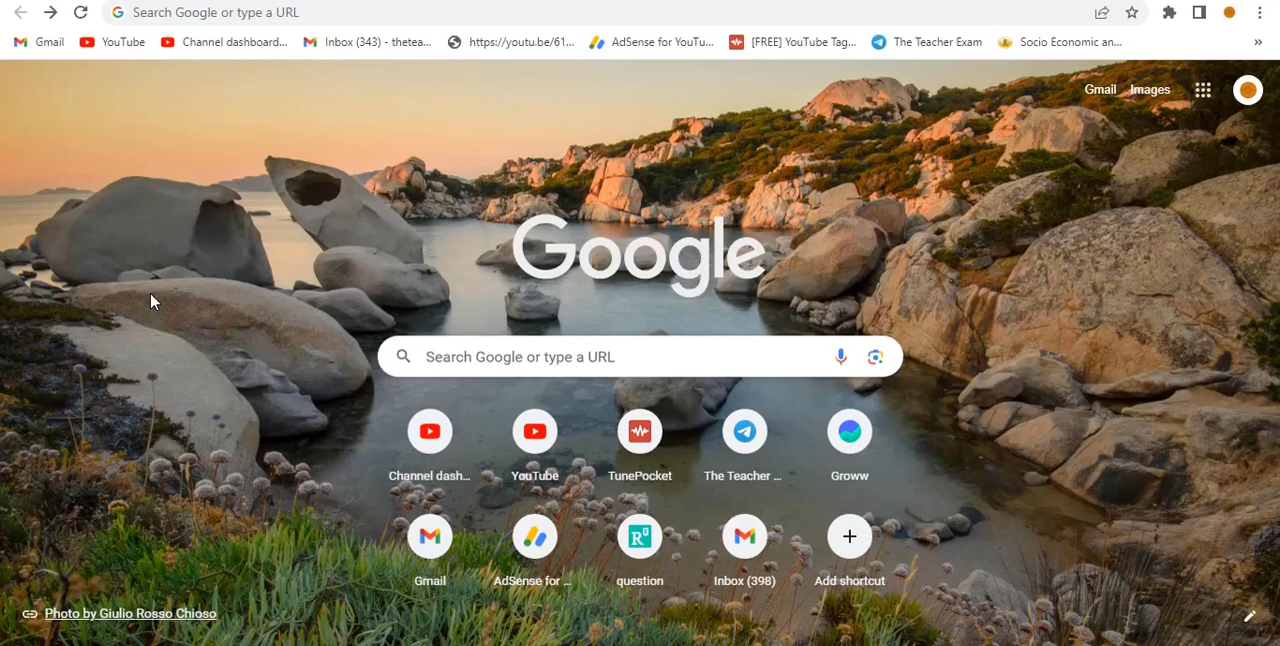 Search Google or type a URL
Gmail YouTube Channel dashboard... Inbox (343) - thetea... https://youtu.be/61... AdSense for YouTu... [FREE] YouTube Tag... The Teacher Exam Socio Economic an... »
Gmail Images
Google
Search Google or type a URL
Channel dash... YouTube TunePocket The Teacher ... Groww
Gmail AdSense for ... question Inbox (398) Add shortcut
Photo by Giulio Rosso Chioso